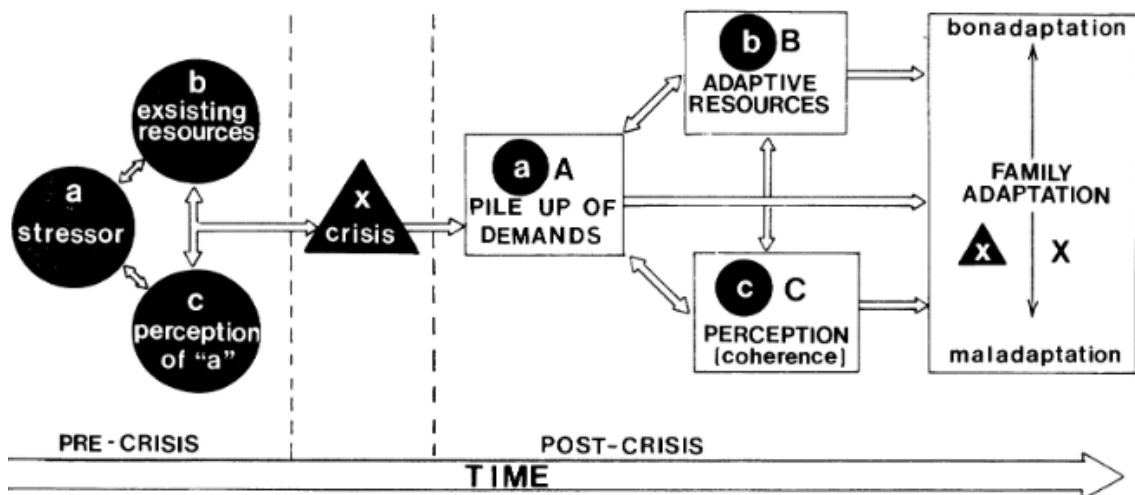 b
exsisting
resources
a
stressor
c
perception
of "a"
x
crisis
a A
PILE UP OF
DEMANDS
b B
ADAPTIVE
RESOURCES
c C
PERCEPTION
(coherence)
bonadaptation
FAMILY
ADAPTATION
x X
maladaptation
PRE-CRISIS
POST-CRISIS
TIME